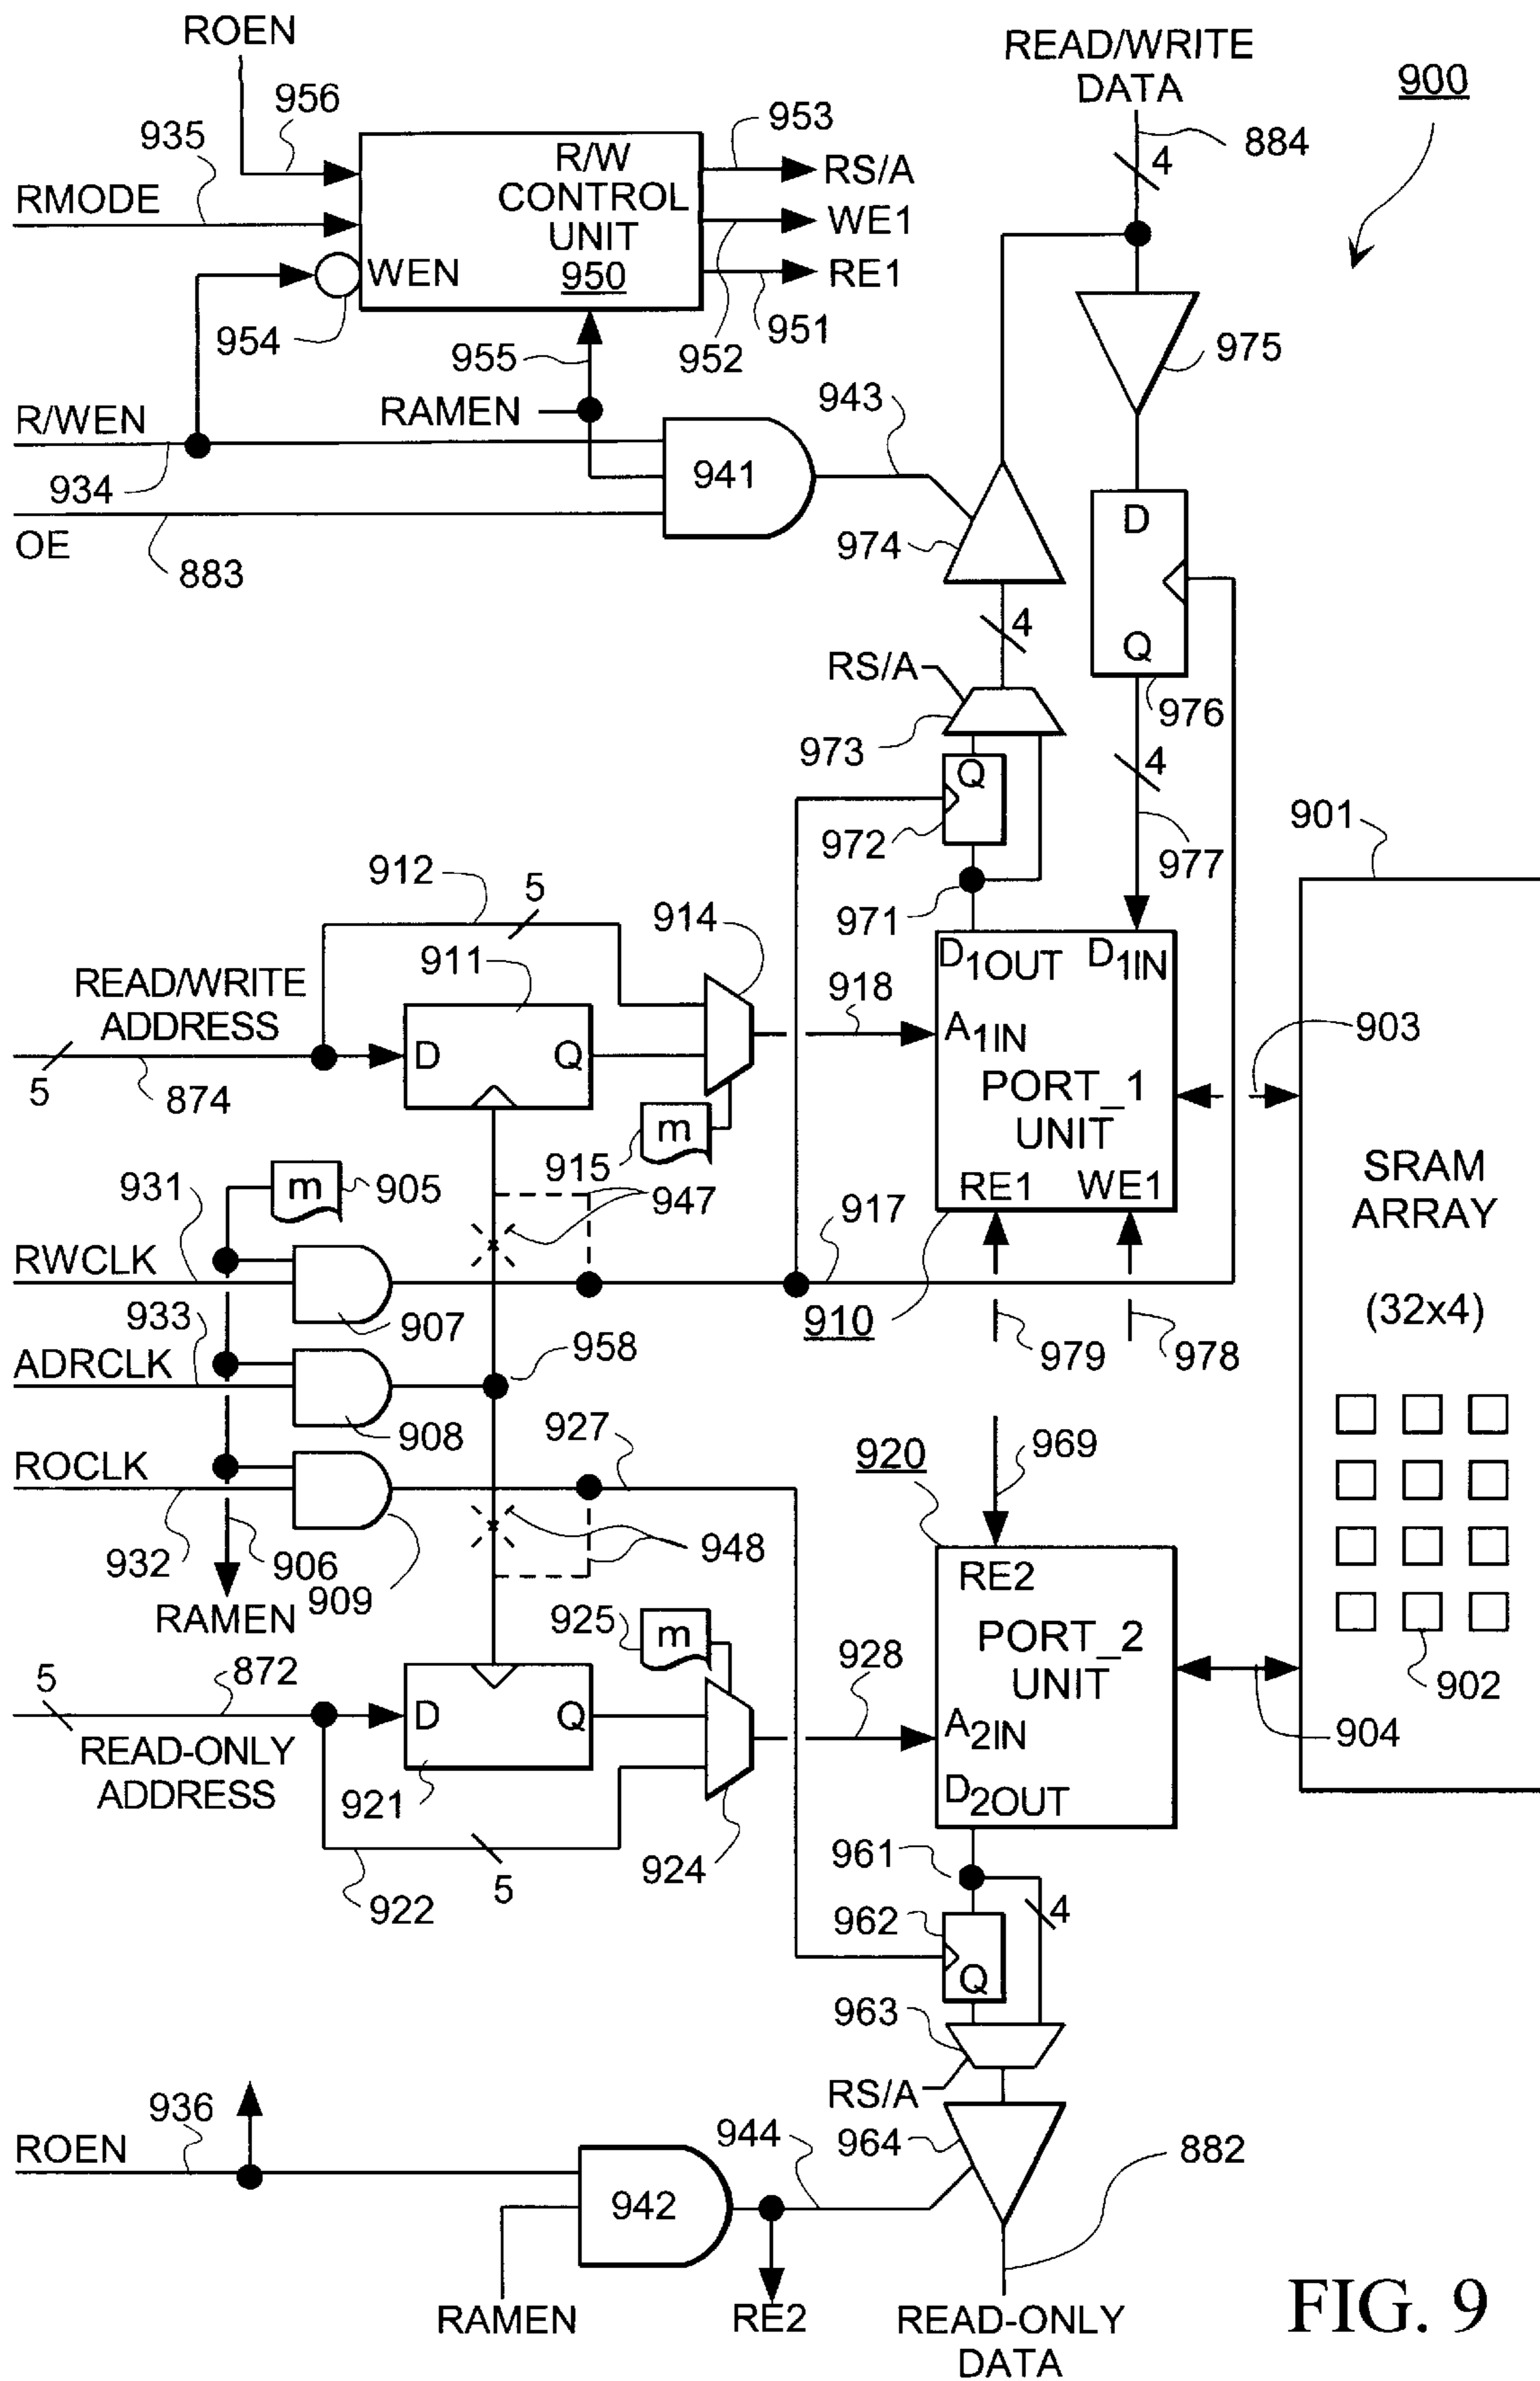 ROEN
READ/WRITE
DATA
900
956
953
884
935
R/W
CONTROL
UNIT
950
RS/A
4
RMODE
WE1
WEN
RE1
954
955
952
951
975
R/WEN
RAMEN
943
934
941
974
D
OE
883
4
Q
RS/A
976
973
Q
4
972
977
901
912
5
914
971
911
D1OUT
D1IN
READ/WRITE
ADDRESS
918
A1IN
903
D
Q
5
874
PORT_1
UNIT
m
915
SRAM
ARRAY
931
m
905
947
RE1
WE1
917
RWCLK
933
907
910
(32x4)
958
979
978
ADRCLK
908
927
969
ROCLK
920
932
906
948
909
RAMEN
RE2
925
m
PORT_2
UNIT
5
872
928
902
D
Q
A2IN
904
READ-ONLY
ADDRESS
921
D2OUT
924
961
922
5
962
4
Q
963
RS/A
936
944
964
882
ROEN
942
RAMEN
RE2
READ-ONLY
DATA
FIG. 9